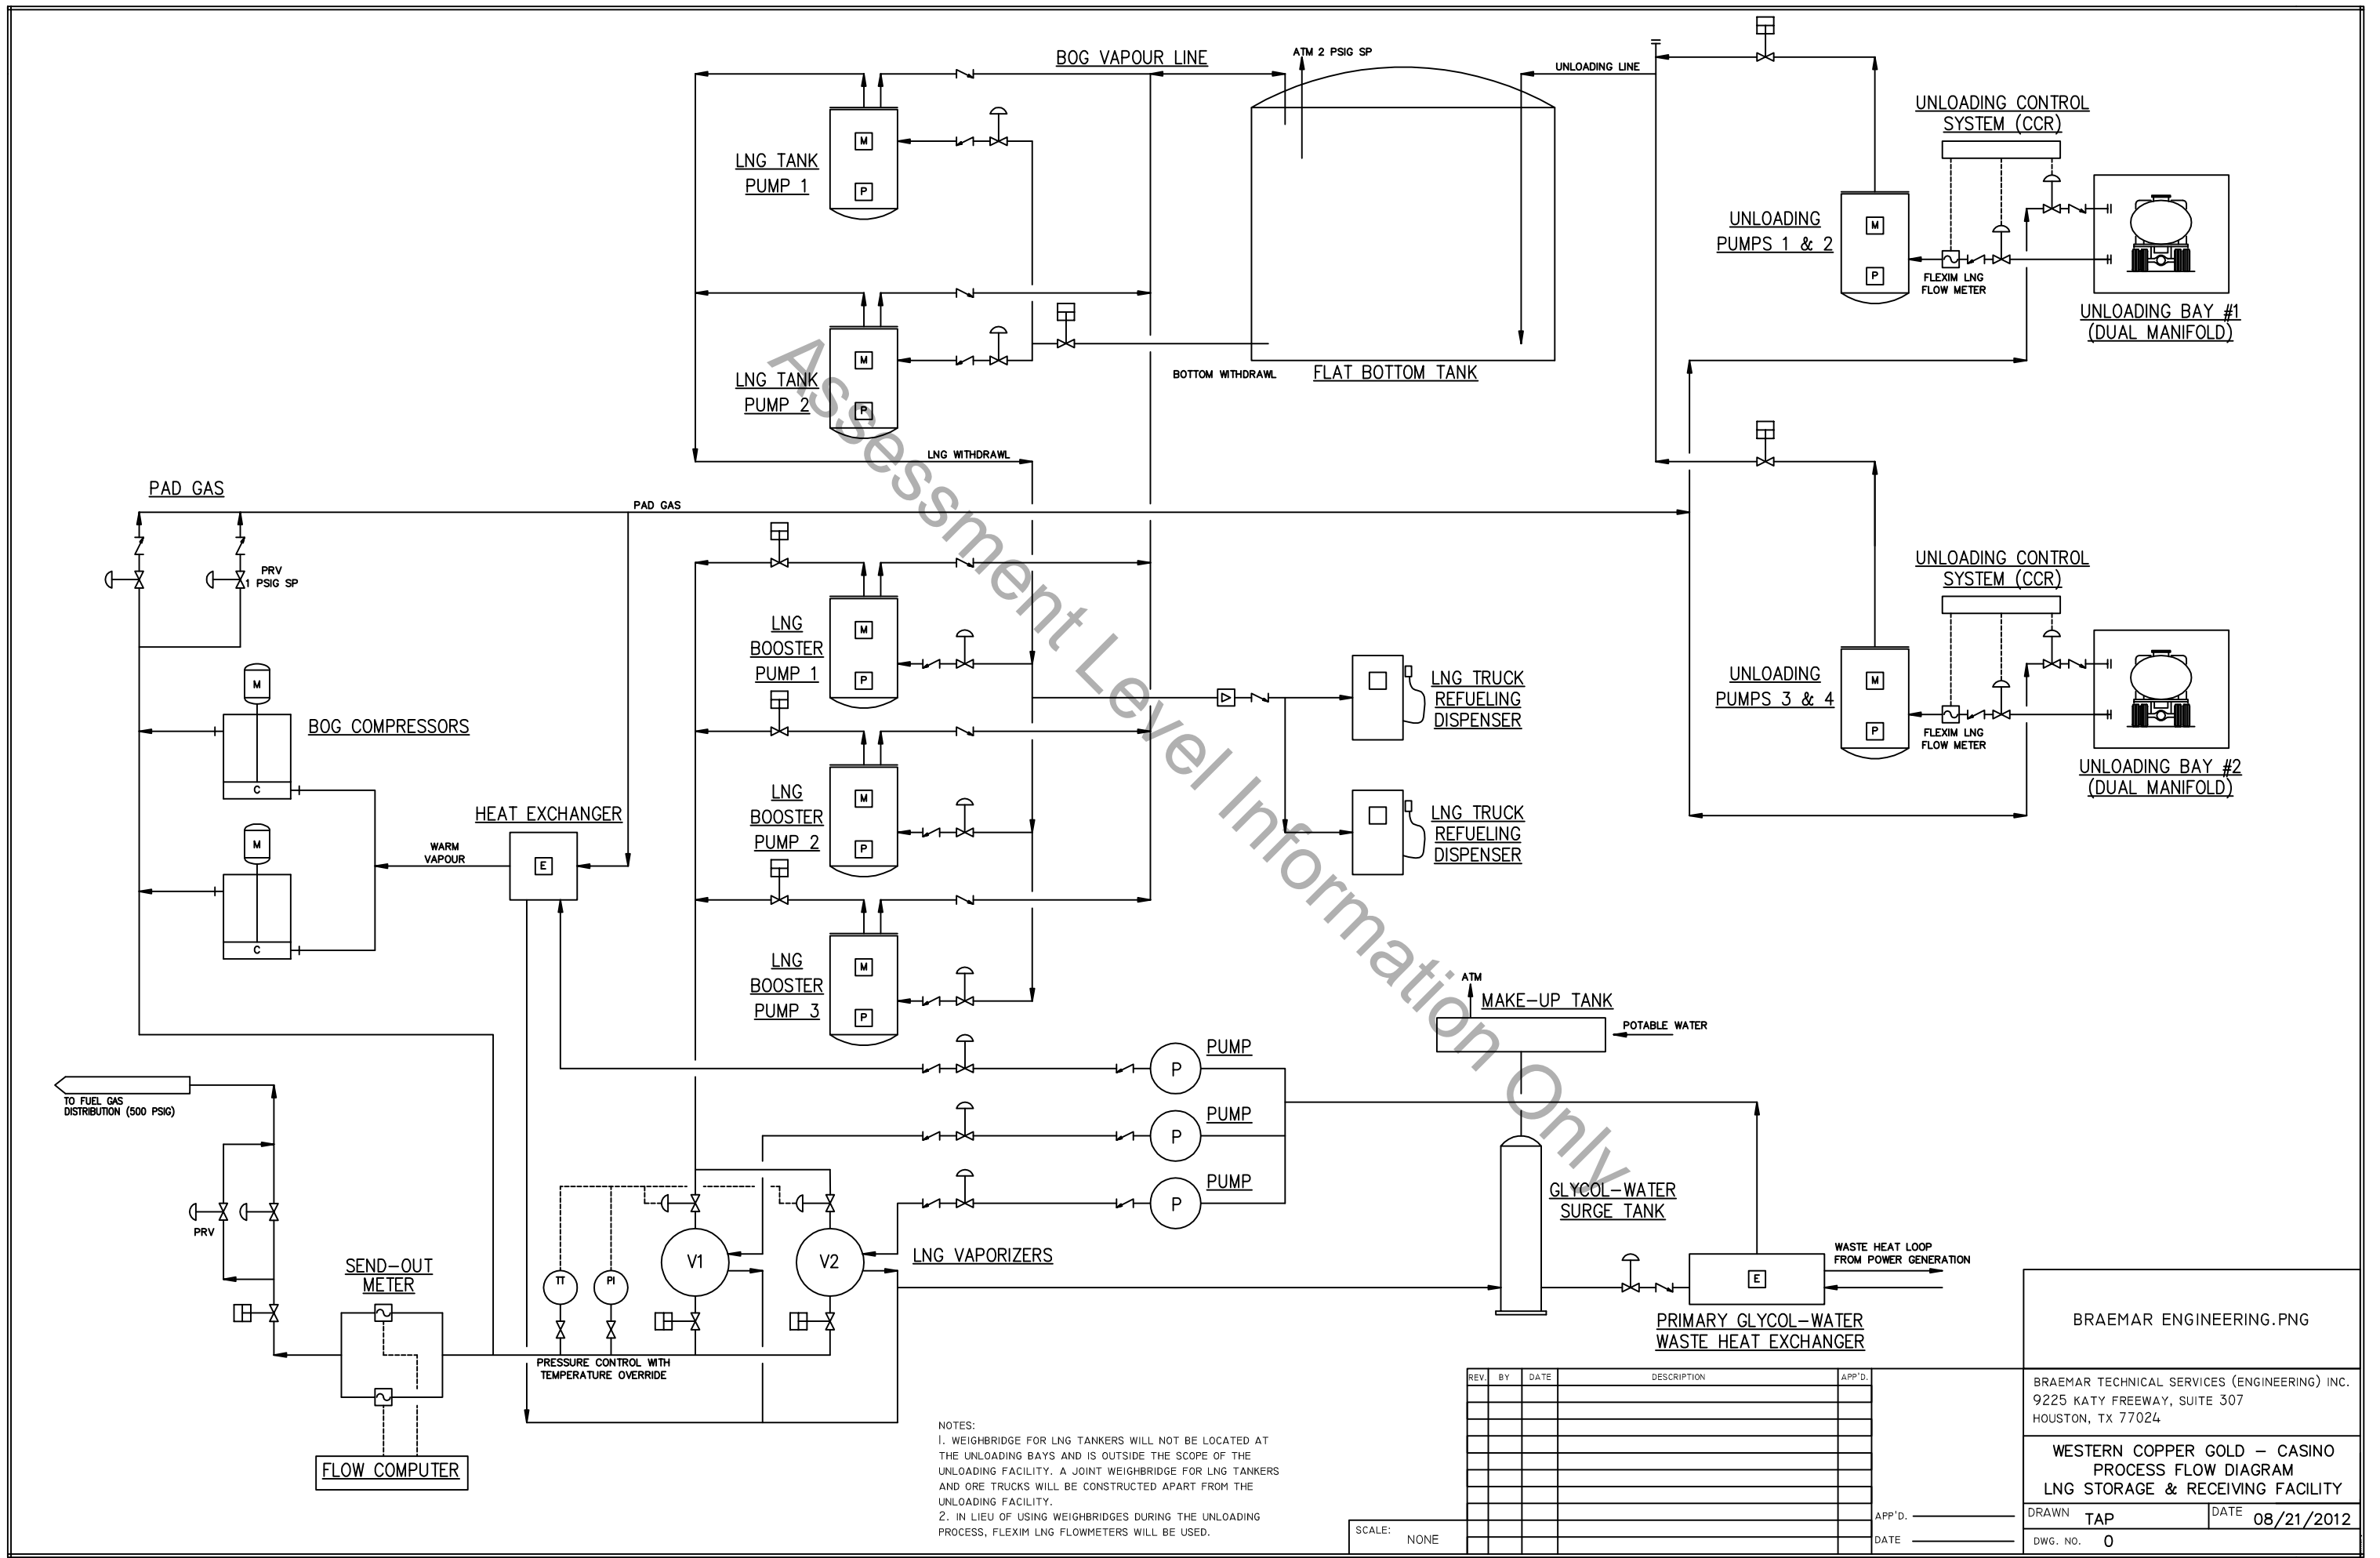 BOG VAPOUR LINE
ATM 2 PSIG SP
UNLOADING LINE
UNLOADING CONTROL
SYSTEM (CCR)
M
P
LNG TANK
PUMP 1
UNLOADING
PUMPS 1 & 2
M
P
FLEXIM LNG
FLOW METER
UNLOADING BAY #1
(DUAL MANIFOLD)
M
P
LNG TANK
PUMP 2
BOTTOM WITHDRAWL
FLAT BOTTOM TANK
LNG WITHDRAWL
PAD GAS
PAD GAS
PRV
1 PSIG SP
UNLOADING CONTROL
SYSTEM (CCR)
LNG
BOOSTER
PUMP 1
M
P
LNG TRUCK
REFUELING
DISPENSER
UNLOADING
PUMPS 3 & 4
M
P
FLEXIM LNG
FLOW METER
UNLOADING BAY #2
(DUAL MANIFOLD)
M
C
BOG COMPRESSORS
LNG
BOOSTER
PUMP 2
M
P
LNG TRUCK
REFUELING
DISPENSER
HEAT EXCHANGER
E
WARM
VAPOUR
M
C
LNG
BOOSTER
PUMP 3
M
P
ATM
MAKE-UP TANK
POTABLE WATER
P
PUMP
P
PUMP
P
PUMP
TO FUEL GAS
DISTRIBUTION (500 PSIG)
PRV
GLYCOL-WATER
SURGE TANK
SEND-OUT
METER
TT
PI
V1
V2
LNG VAPORIZERS
WASTE HEAT LOOP
FROM POWER GENERATION
E
PRIMARY GLYCOL-WATER
WASTE HEAT EXCHANGER
PRESSURE CONTROL WITH
TEMPERATURE OVERRIDE
FLOW COMPUTER
NOTES:
1. WEIGHBRIDGE FOR LNG TANKERS WILL NOT BE LOCATED AT
THE UNLOADING BAYS AND IS OUTSIDE THE SCOPE OF THE
UNLOADING FACILITY. A JOINT WEIGHBRIDGE FOR LNG TANKERS
AND ORE TRUCKS WILL BE CONSTRUCTED APART FROM THE
UNLOADING FACILITY.
2. IN LIEU OF USING WEIGHBRIDGES DURING THE UNLOADING
PROCESS, FLEXIM LNG FLOWMETERS WILL BE USED.
Assessment Level Information Only
REV. BY DATE DESCRIPTION APP'D.
SCALE: NONE
APP'D.
DATE
BRAEMAR ENGINEERING.PNG
BRAEMAR TECHNICAL SERVICES (ENGINEERING) INC.
9225 KATY FREEWAY, SUITE 307
HOUSTON, TX 77024
WESTERN COPPER GOLD - CASINO
PROCESS FLOW DIAGRAM
LNG STORAGE & RECEIVING FACILITY
DRAWN TAP DATE 08/21/2012
DWG. NO. 0